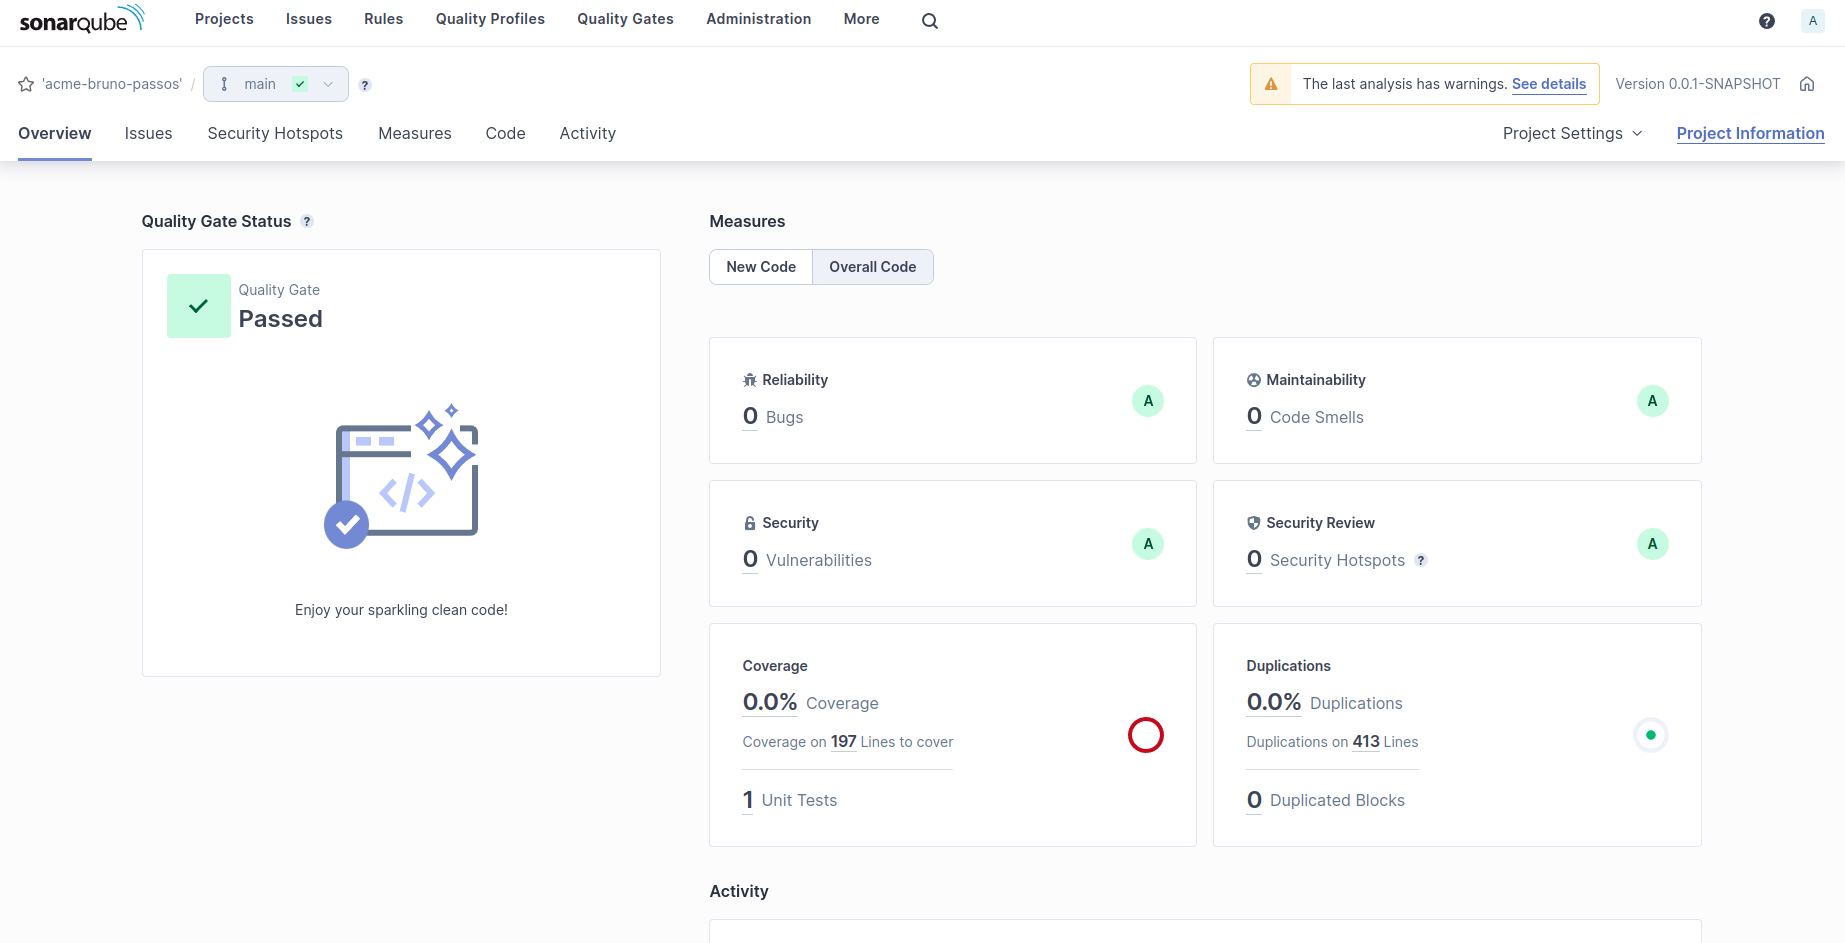 sonarqube Projects Issues Rules Quality Profiles Quality Gates Administration More ? A
'acme-bruno-passos' / main ? The last analysis has warnings. See details Version 0.0.1-SNAPSHOT
Overview Issues Security Hotspots Measures Code Activity Project Settings Project Information
Quality Gate Status ?
Quality Gate
Passed
</>
Enjoy your sparkling clean code!
Measures
New Code Overall Code
Reliability
0 Bugs
A
Maintainability
0 Code Smells
A
Security
0 Vulnerabilities
A
Security Review
0 Security Hotspots ?
A
Coverage
0.0% Coverage
Coverage on 197 Lines to cover
1 Unit Tests
Duplications
0.0% Duplications
Duplications on 413 Lines
0 Duplicated Blocks
Activity